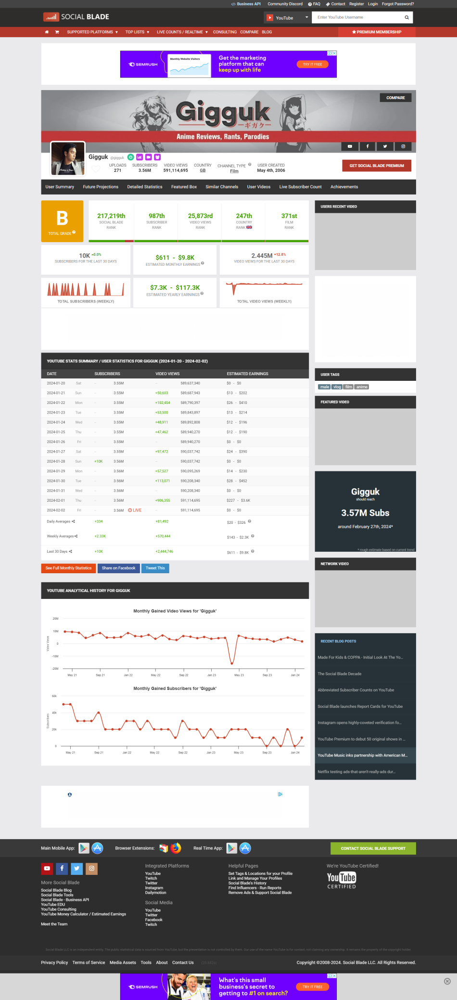 Business API Community Discord FAQ Contact Register Login Forgot Password?
SOCIAL BLADE
YouTube
Enter YouTube Username
SUPPORTED PLATFORMS ▼ TOP LISTS ▼ LIVE COUNTS / REALTIME ▼ CONSULTING COMPARE BLOG
PREMIUM MEMBERSHIP
SEMRUSH
Monthly Website Visitors
Get the marketing
platform that can
keep up with life
TRY IT FREE
COMPARE
Gigguk
ギガク
Anime Reviews, Rants, Parodies
Gigguk @gigguk
UPLOADS
271
SUBSCRIBERS
3.56M
VIDEO VIEWS
591,114,695
COUNTRY
GB
CHANNEL TYPE
Film
USER CREATED
May 4th, 2006
GET SOCIAL BLADE PREMIUM
User Summary Future Projections Detailed Statistics Featured Box Similar Channels User Videos Live Subscriber Count Achievements
B
TOTAL GRADE
217,219th
SOCIAL BLADE
RANK
987th
SUBSCRIBER
RANK
25,873rd
VIDEO VIEWS
RANK
247th
COUNTRY
RANK
371st
FILM
RANK
10K 0.0%
SUBSCRIBERS FOR THE LAST 30 DAYS
$611 - $9.8K
ESTIMATED MONTHLY EARNINGS
2.445M 12.8%
VIDEO VIEWS FOR THE LAST 30 DAYS
TOTAL SUBSCRIBERS (WEEKLY)
$7.3K - $117.3K
ESTIMATED YEARLY EARNINGS
TOTAL VIDEO VIEWS (WEEKLY)
YOUTUBE STATS SUMMARY / USER STATISTICS FOR GIGGUK (2024-01-20 - 2024-02-02)
DATE SUBSCRIBERS VIDEO VIEWS ESTIMATED EARNINGS
2024-01-20 Sat -- 3.55M -- 589,637,340 $0 - $0
2024-01-21 Sun -- 3.55M +50,603 589,687,943 $13 - $202
2024-01-22 Mon -- 3.55M +102,454 589,790,397 $26 - $410
2024-01-23 Tue -- 3.55M +53,500 589,843,897 $13 - $214
2024-01-24 Wed -- 3.55M +48,911 589,892,808 $12 - $196
2024-01-25 Thu -- 3.55M +47,462 589,940,270 $12 - $190
2024-01-26 Fri -- 3.55M -- 589,940,270 $0 - $0
2024-01-27 Sat -- 3.55M +97,472 590,037,742 $24 - $390
2024-01-28 Sun +10K 3.56M -- 590,037,742 $0 - $0
2024-01-29 Mon -- 3.56M +57,527 590,095,269 $14 - $230
2024-01-30 Tue -- 3.56M +113,071 590,208,340 $28 - $452
2024-01-31 Wed -- 3.56M -- 590,208,340 $0 - $0
2024-02-01 Thu -- 3.56M +906,355 591,114,695 $227 - $3.6K
2024-02-02 Fri -- 3.56M LIVE -- 591,114,695 $0 - $0
Daily Averages +334 +81,492 $20 - $326
Weekly Averages +2.33K +570,444 $143 - $2.3K
Last 30 Days +10K +2,444,746 $611 - $9.8K
See Full Monthly Statistics Share on Facebook Tweet This
YOUTUBE ANALYTICAL HISTORY FOR GIGGUK
Monthly Gained Video Views for 'Gigguk'
Video Views
20M
10M
0
-10M
-20M
May 21 Sep 21 Jan 22 May 22 Sep 22 Jan 23 May 23 Sep 23 Jan 24
Monthly Gained Subscribers for 'Gigguk'
Subscribers
60k
40k
20k
0
May 21 Sep 21 Jan 22 May 22 Sep 22 Jan 23 May 23 Sep 23 Jan 24
USERS RECENT VIDEO
USER TAGS
male vlog film anime
FEATURED VIDEO
Gigguk
should reach
3.57M Subs
around February 27th, 2024*
* rough estimate based on current trend
NETWORK VIDEO
RECENT BLOG POSTS
Made For Kids & COPPA - Initial Look At The Yo...
The Social Blade Decade
Abbreviated Subscriber Counts on YouTube
Social Blade launches Report Cards for YouTube
Instagram opens highly-coveted verification fo...
YouTube Premium to debut 50 original shows in ...
YouTube Music inks partnership with American M...
Netflix testing ads-that-aren't-really-ads dur...
Main Mobile App: Browser Extensions: Real Time App:
CONTACT SOCIAL BLADE SUPPORT
More Social Blade
Social Blade Blog
Social Blade Tools
Social Blade - Business API
YouTube EDU
YouTube Consulting
YouTube Money Calculator / Estimated Earnings
Meet the Team
Integrated Platforms
YouTube
Twitch
Twitter
Instagram
Dailymotion
Social Media
YouTube
Twitter
Facebook
Twitch
Helpful Pages
Set Tags & Locations for your Profile
Link and Manage Your Profiles
Social Blade's History
Find Influencers - Run Reports
Remove Ads & Support Social Blade
We're YouTube Certified!
YouTube
CERTIFIED
Social Blade LLC is an independent entity. The public statistical data is sourced from YouTube, but the presentation is not controlled by them. Our use of the name YouTube is for context, not claiming any ownership. It remains the property of the copyright holder.
Privacy Policy Terms of Service Media Assets Tools About Contact Us
Copyright ©2008-2024. Social Blade LLC. All Rights Reserved.
SEMRUSH
What's this small
business's secret to
getting to #1 on search?
TRY IT FREE